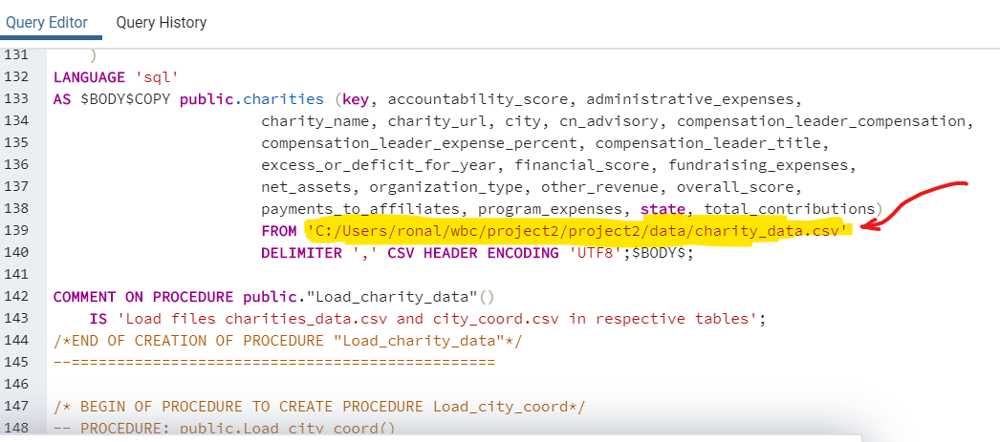 Query Editor Query History
131 )
132 LANGUAGE 'sql'
133 AS $BODY$COPY public.charities (key, accountability_score, administrative_expenses,
134 charity_name, charity_url, city, cn_advisory, compensation_leader_compensation,
135 compensation_leader_expense_percent, compensation_leader_title,
136 excess_or_deficit_for_year, financial_score, fundraising_expenses,
137 net_assets, organization_type, other_revenue, overall_score,
138 payments_to_affiliates, program_expenses, state, total_contributions)
139 FROM 'C:/Users/ronal/wbc/project2/project2/data/charity_data.csv'
140 DELIMITER ',' CSV HEADER ENCODING 'UTF8';$BODY$;
141
142 COMMENT ON PROCEDURE public."Load_charity_data"()
143 IS 'Load files charities_data.csv and city_coord.csv in respective tables';
144 /*END OF CREATION OF PROCEDURE "Load_charity_data"*/
145 --===============================================
146
147 /* BEGIN OF PROCEDURE TO CREATE PROCEDURE Load_city_coord*/
148 -- PROCEDURE: public.Load_city_coord()